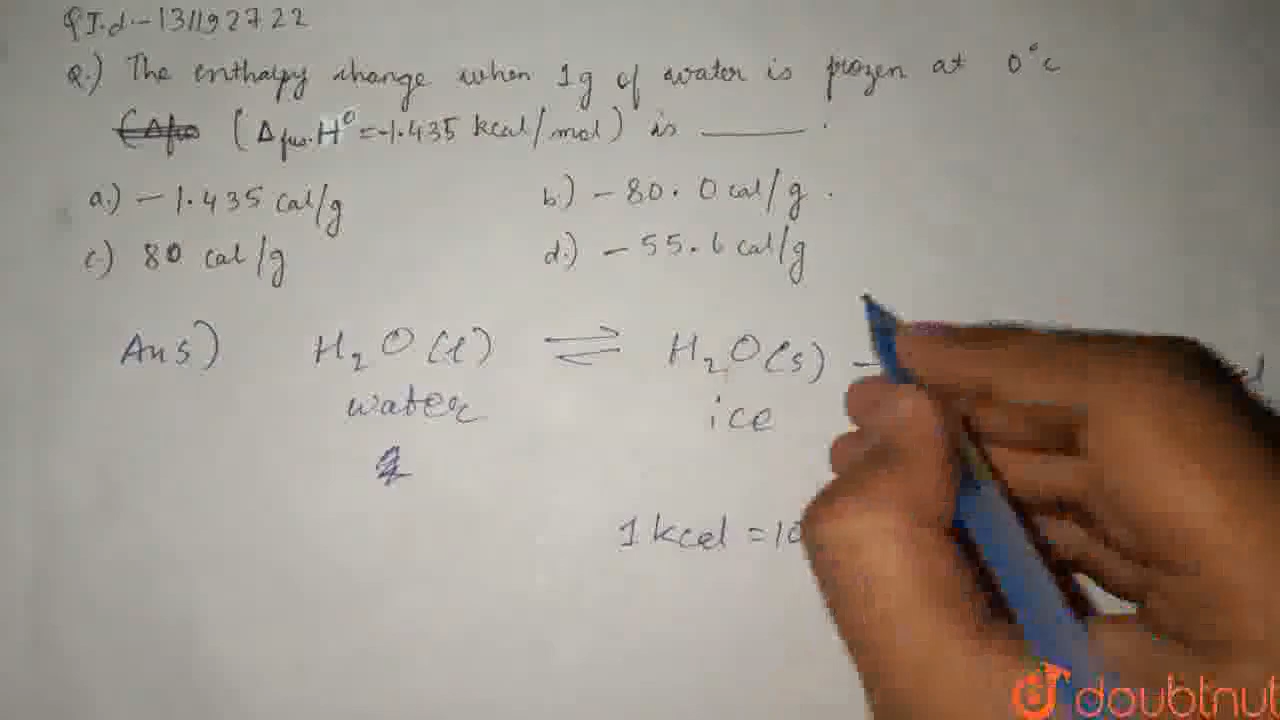 Q I.d - 131192722
Q.) The enthalpy change when 1g of water is frozen at 0°c
(Δfus.H° = -1.435 kcal/mol) is ______.
a.) - 1.435 cal/g b.) - 80.0 cal/g.
c.) 80 cal/g d.) - 55.6 cal/g
Ans) H₂O(l) ⇌ H₂O(s) -
water ice
1 kcal = 10
doubtnut